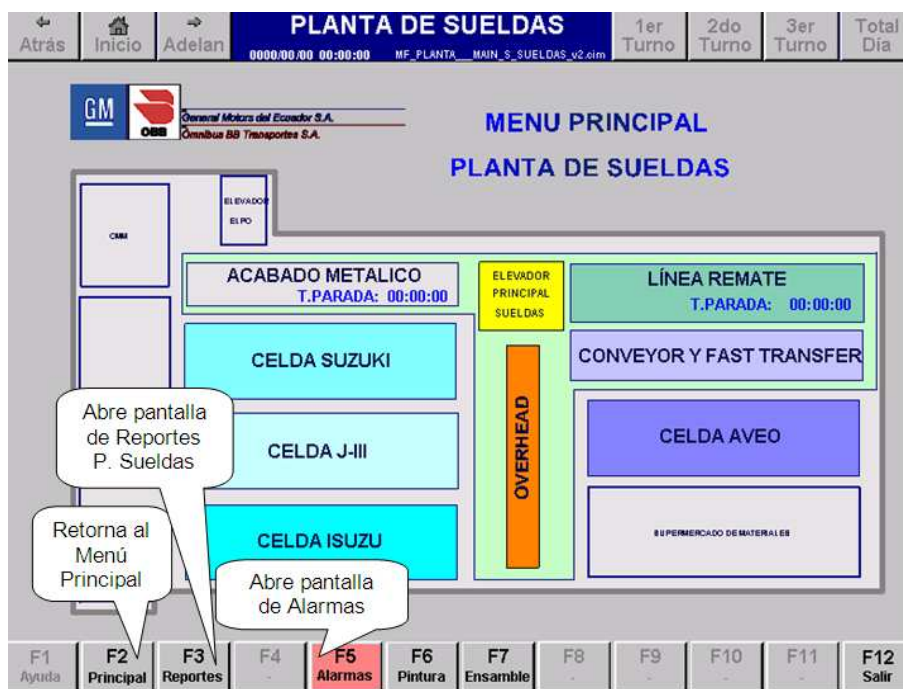 Atrás
Inicio
Adelan
PLANTA DE SUELDAS
0000/00/00 00:00:00 MF_PLANTA__MAIN_S_SUELDAS_v2.oim
1er
Turno
2do
Turno
3er
Turno
Total
Día
GM
OBB
General Motors del Ecuador S.A.
Omnibus BB Transportes S.A.
MENU PRINCIPAL
PLANTA DE SUELDAS
CMM
ELEVADOR
ELPO
ACABADO METALICO
T.PARADA: 00:00:00
ELEVADOR
PRINCIPAL
SUELDAS
LÍNEA REMATE
T.PARADA: 00:00:00
CELDA SUZUKI
CONVEYOR Y FAST TRANSFER
OVERHEAD
Abre pantalla
de Reportes
P. Sueldas
CELDA J-III
CELDA AVEO
Retorna al
Menú
Principal
CELDA ISUZU
SUPERMERCADO DE MATERIALES
Abre pantalla
de Alarmas
F1
Ayuda
F2
Principal
F3
Reportes
F4
-
F5
Alarmas
F6
Pintura
F7
Ensamble
F8
-
F9
-
F10
-
F11
-
F12
Salir